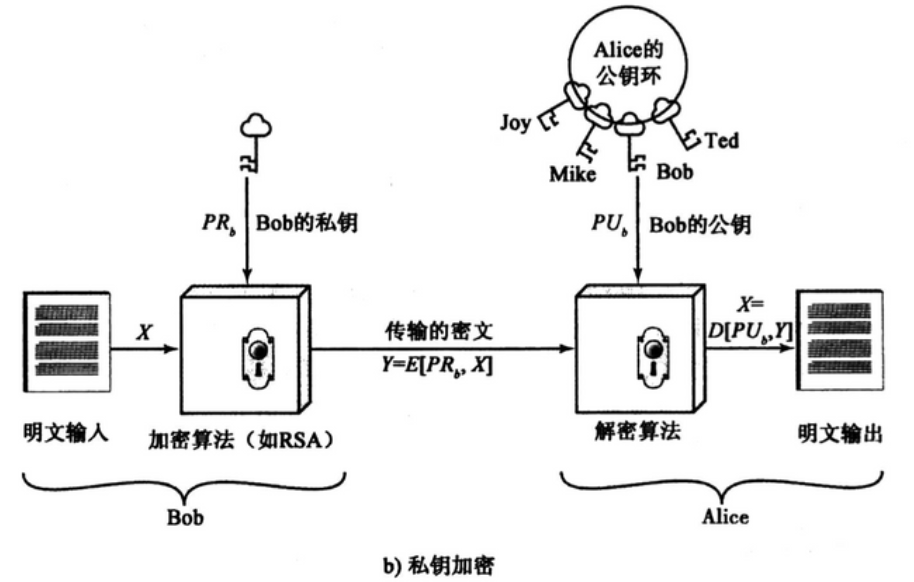 Alice的
公钥环
Joy
Mike
Bob
Ted
PR_b Bob的私钥
PU_b Bob的公钥
X
传输的密文
Y=E[PR_b, X]
X=
D[PU_b,Y]
明文输入
加密算法（如RSA）
解密算法
明文输出
Bob
Alice
b) 私钥加密